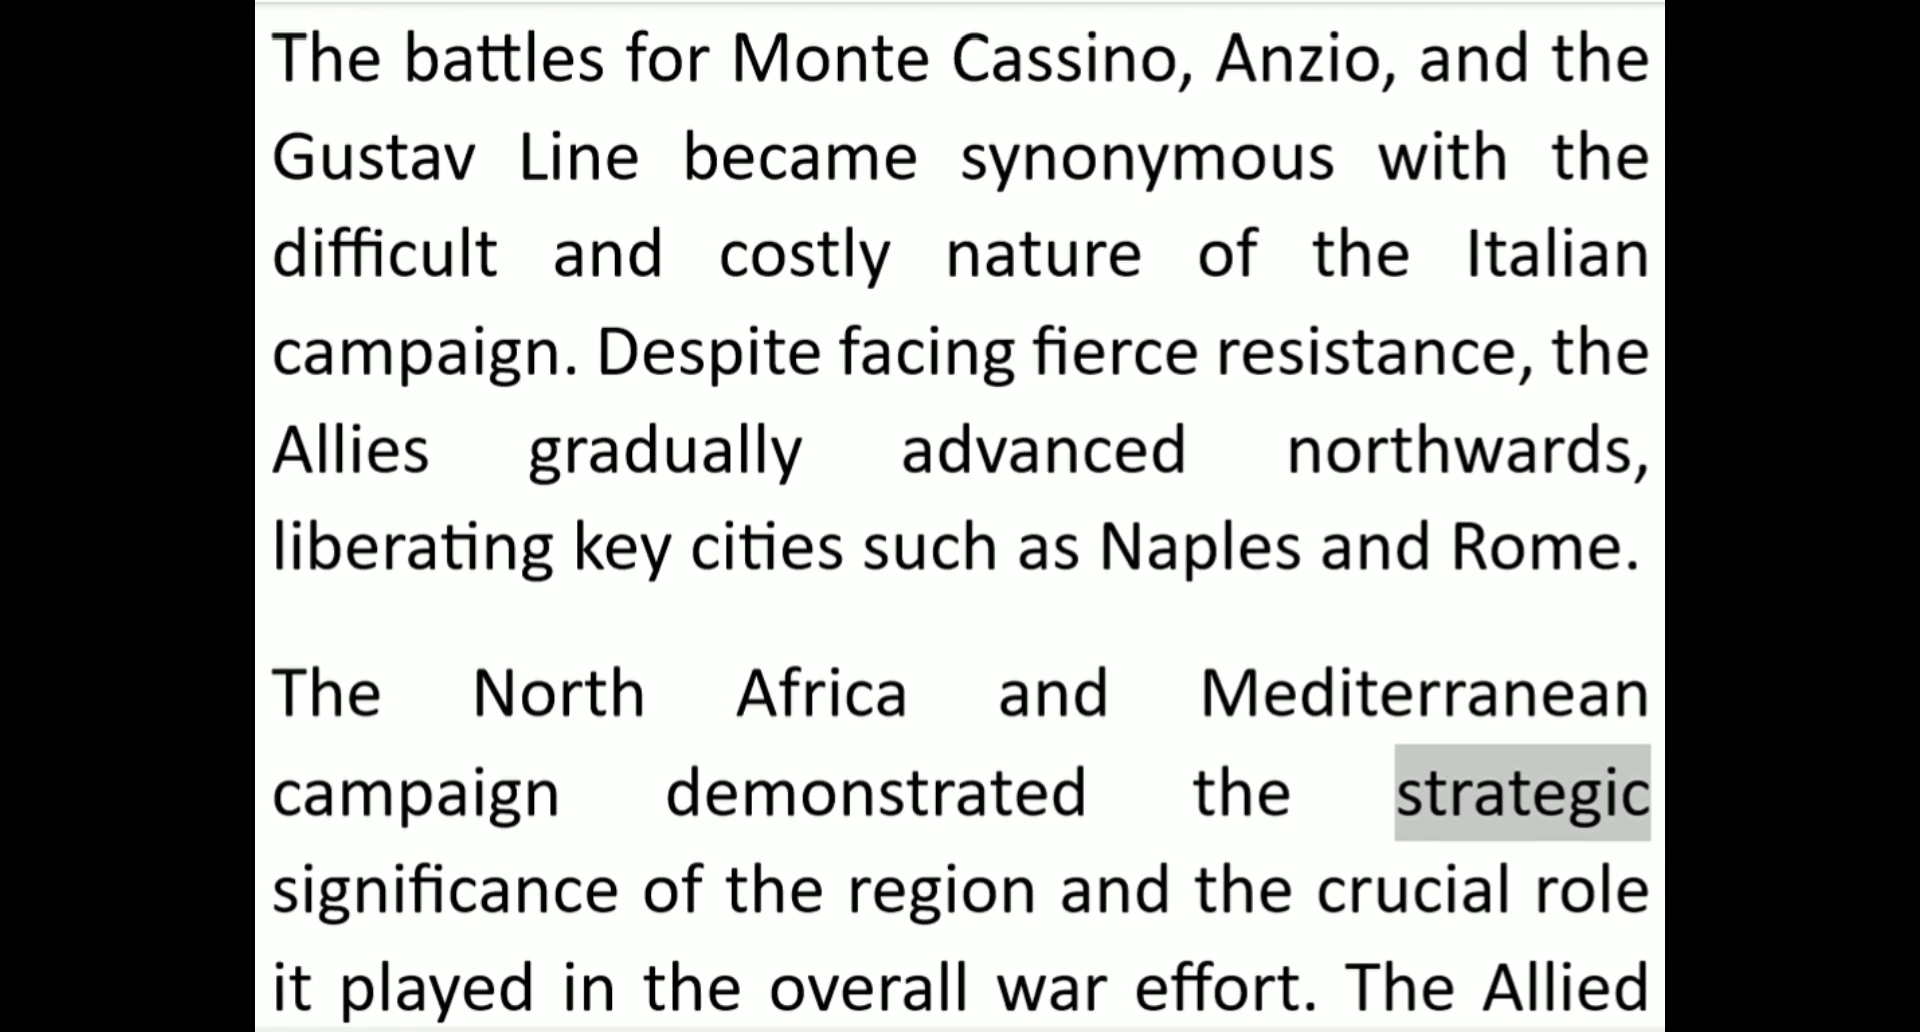 The battles for Monte Cassino, Anzio, and the
Gustav Line became synonymous with the
difficult and costly nature of the Italian
campaign. Despite facing fierce resistance, the
Allies gradually advanced northwards,
liberating key cities such as Naples and Rome.
The North Africa and Mediterranean
campaign demonstrated the strategic
significance of the region and the crucial role
it played in the overall war effort. The Allied